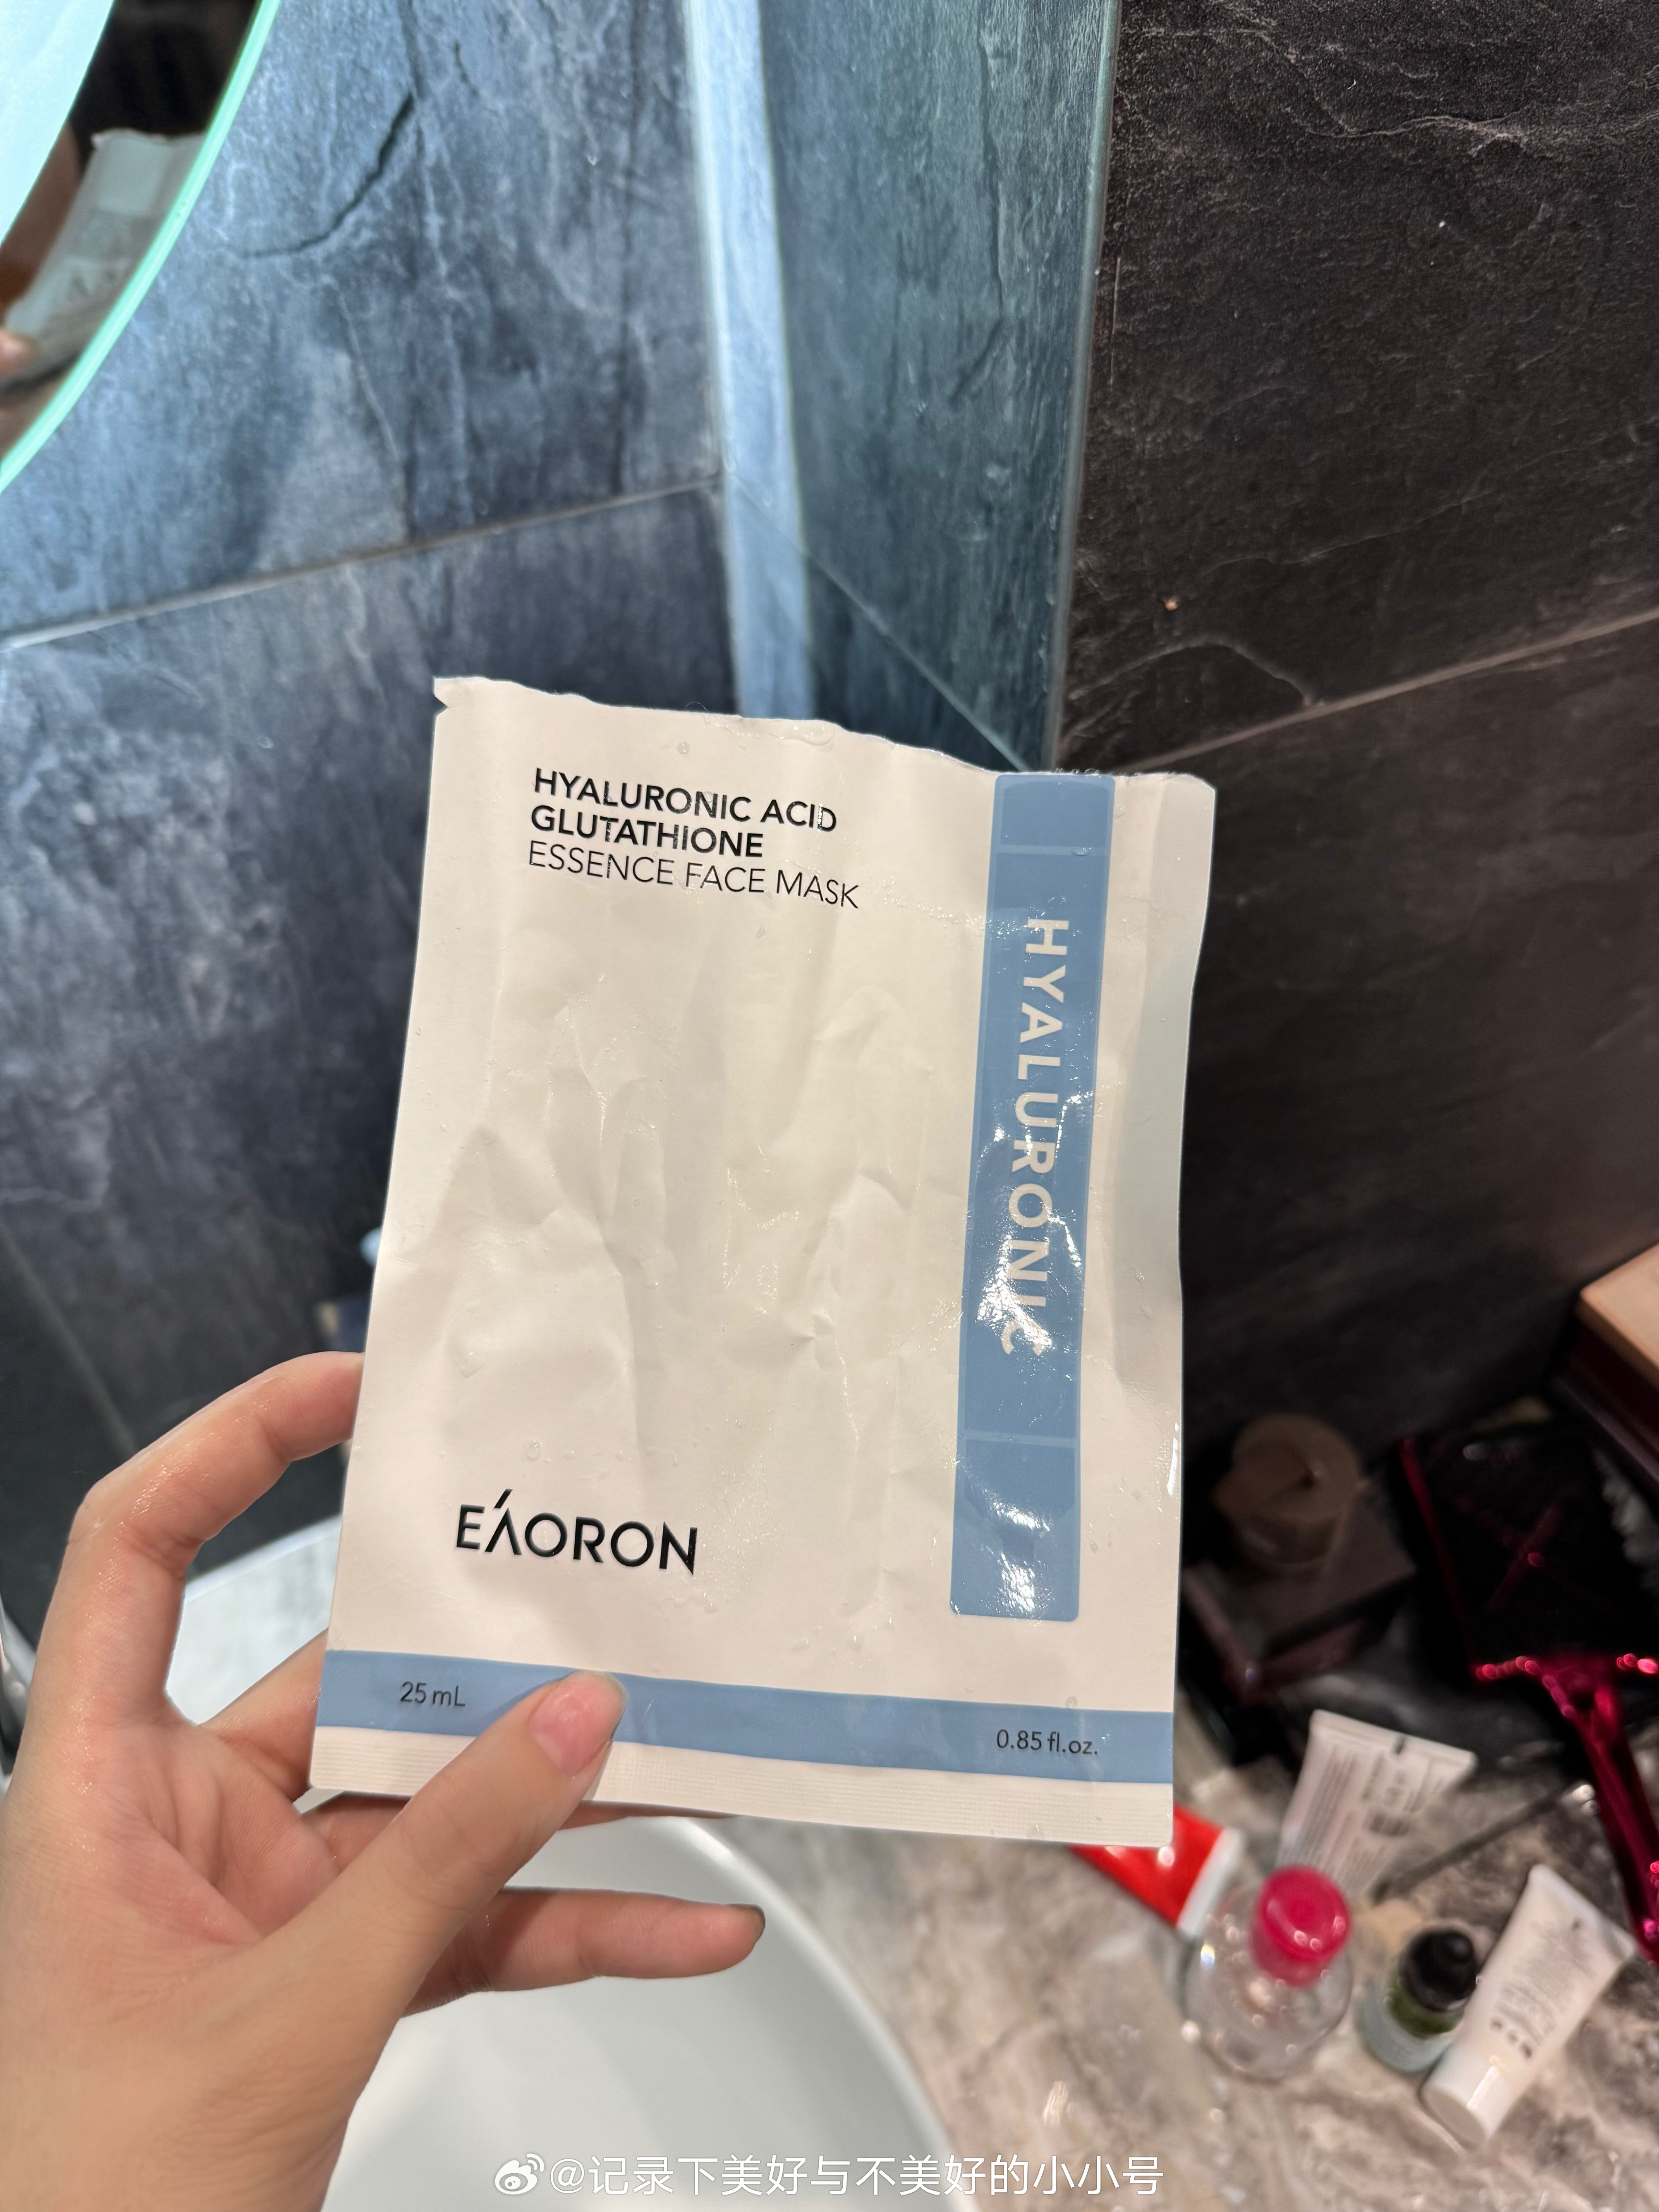 HYALURONIC ACID
GLUTATHIONE
ESSENCE FACE MASK
HYALURONIC
EÁORON
25 mL
0.85 fl.oz.
@记录下美好与不美好的小小号